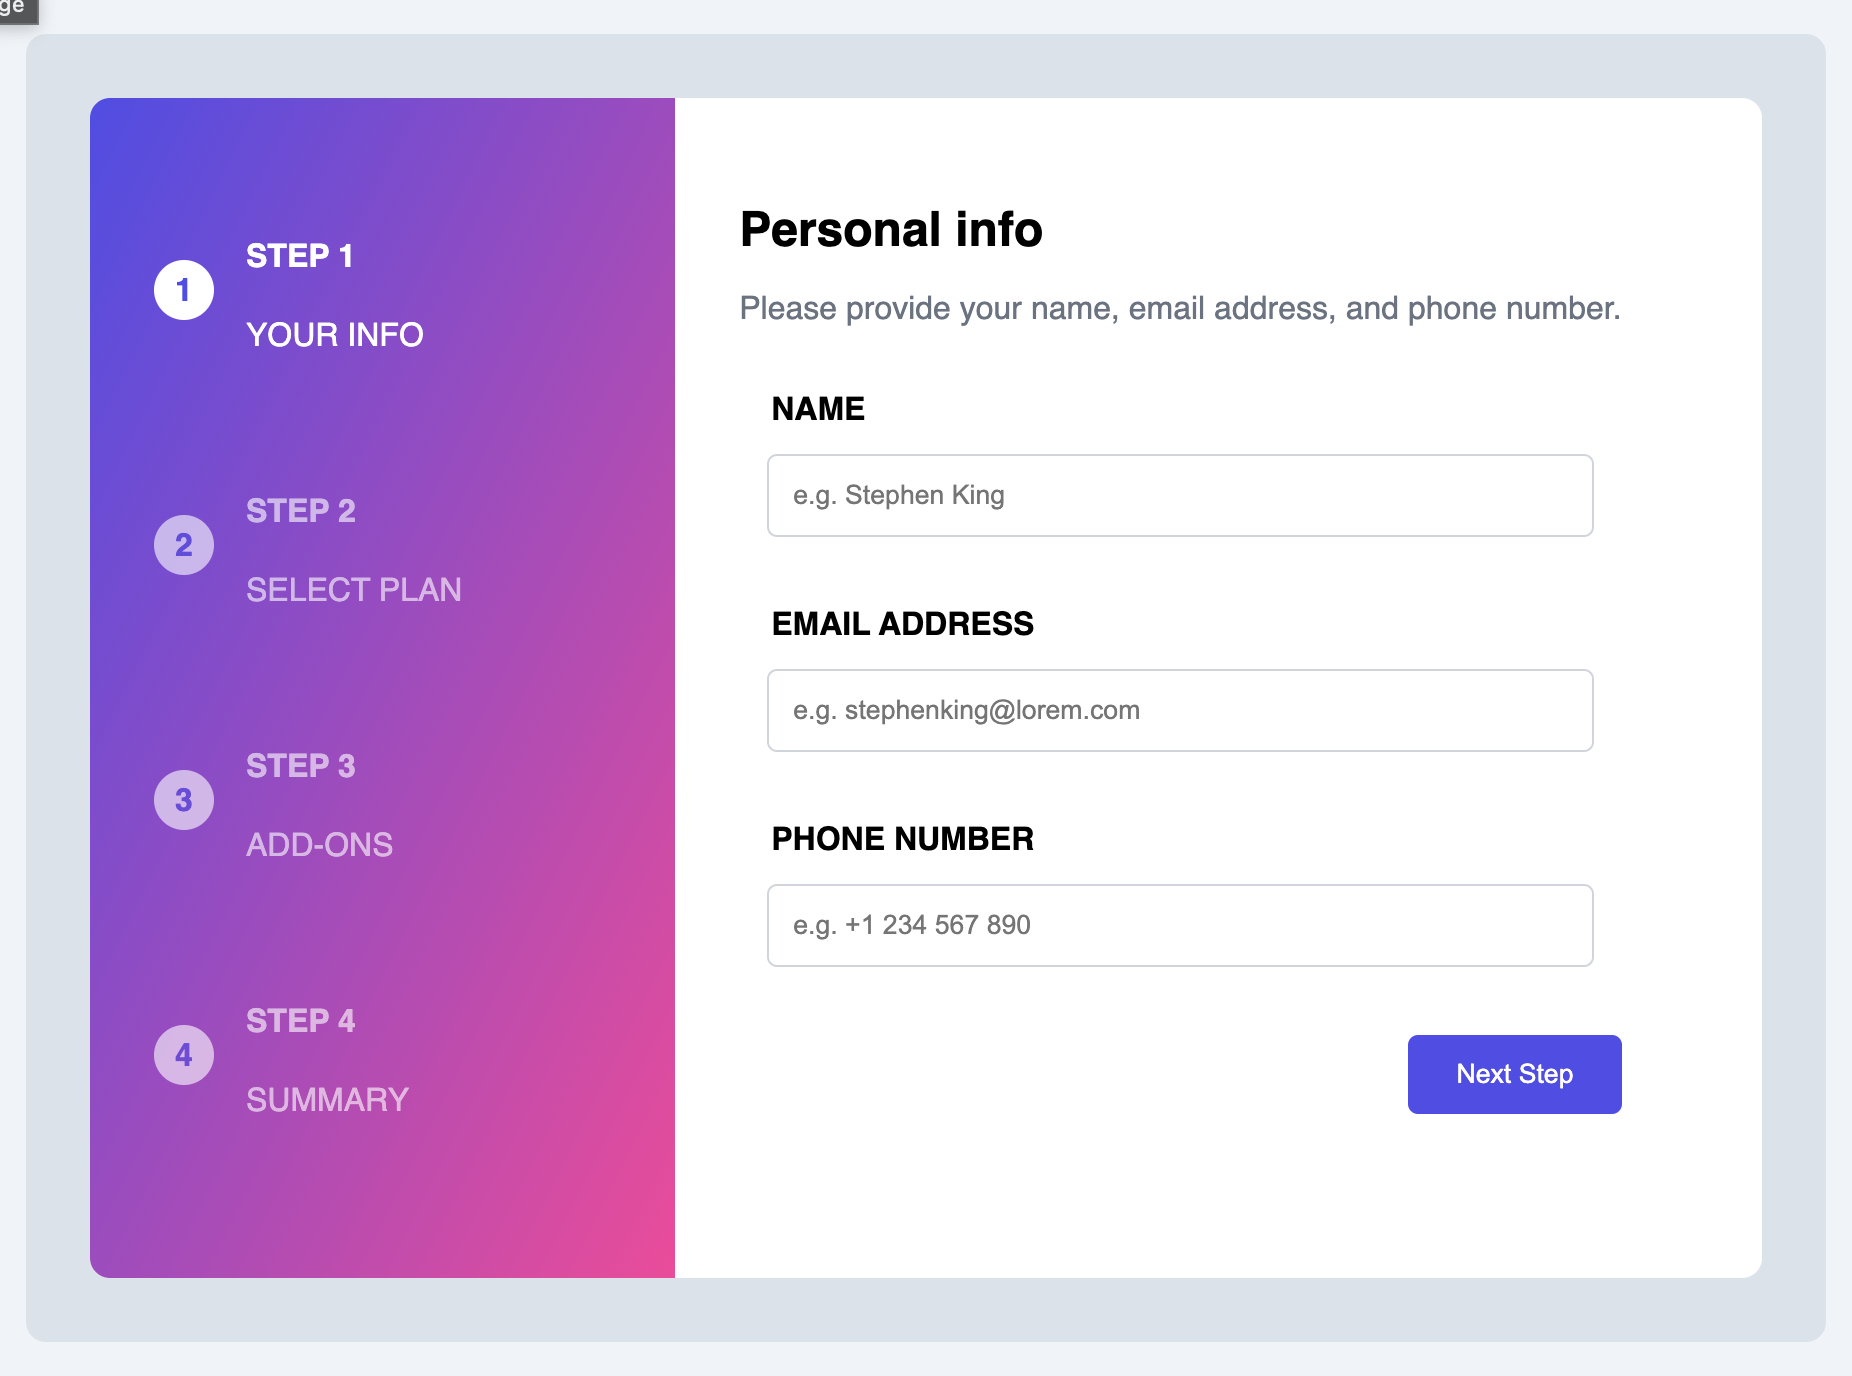 ge
1
STEP 1
YOUR INFO
2
STEP 2
SELECT PLAN
3
STEP 3
ADD-ONS
4
STEP 4
SUMMARY
Personal info
Please provide your name, email address, and phone number.
NAME
e.g. Stephen King
EMAIL ADDRESS
e.g. stephenking@lorem.com
PHONE NUMBER
e.g. +1 234 567 890
Next Step